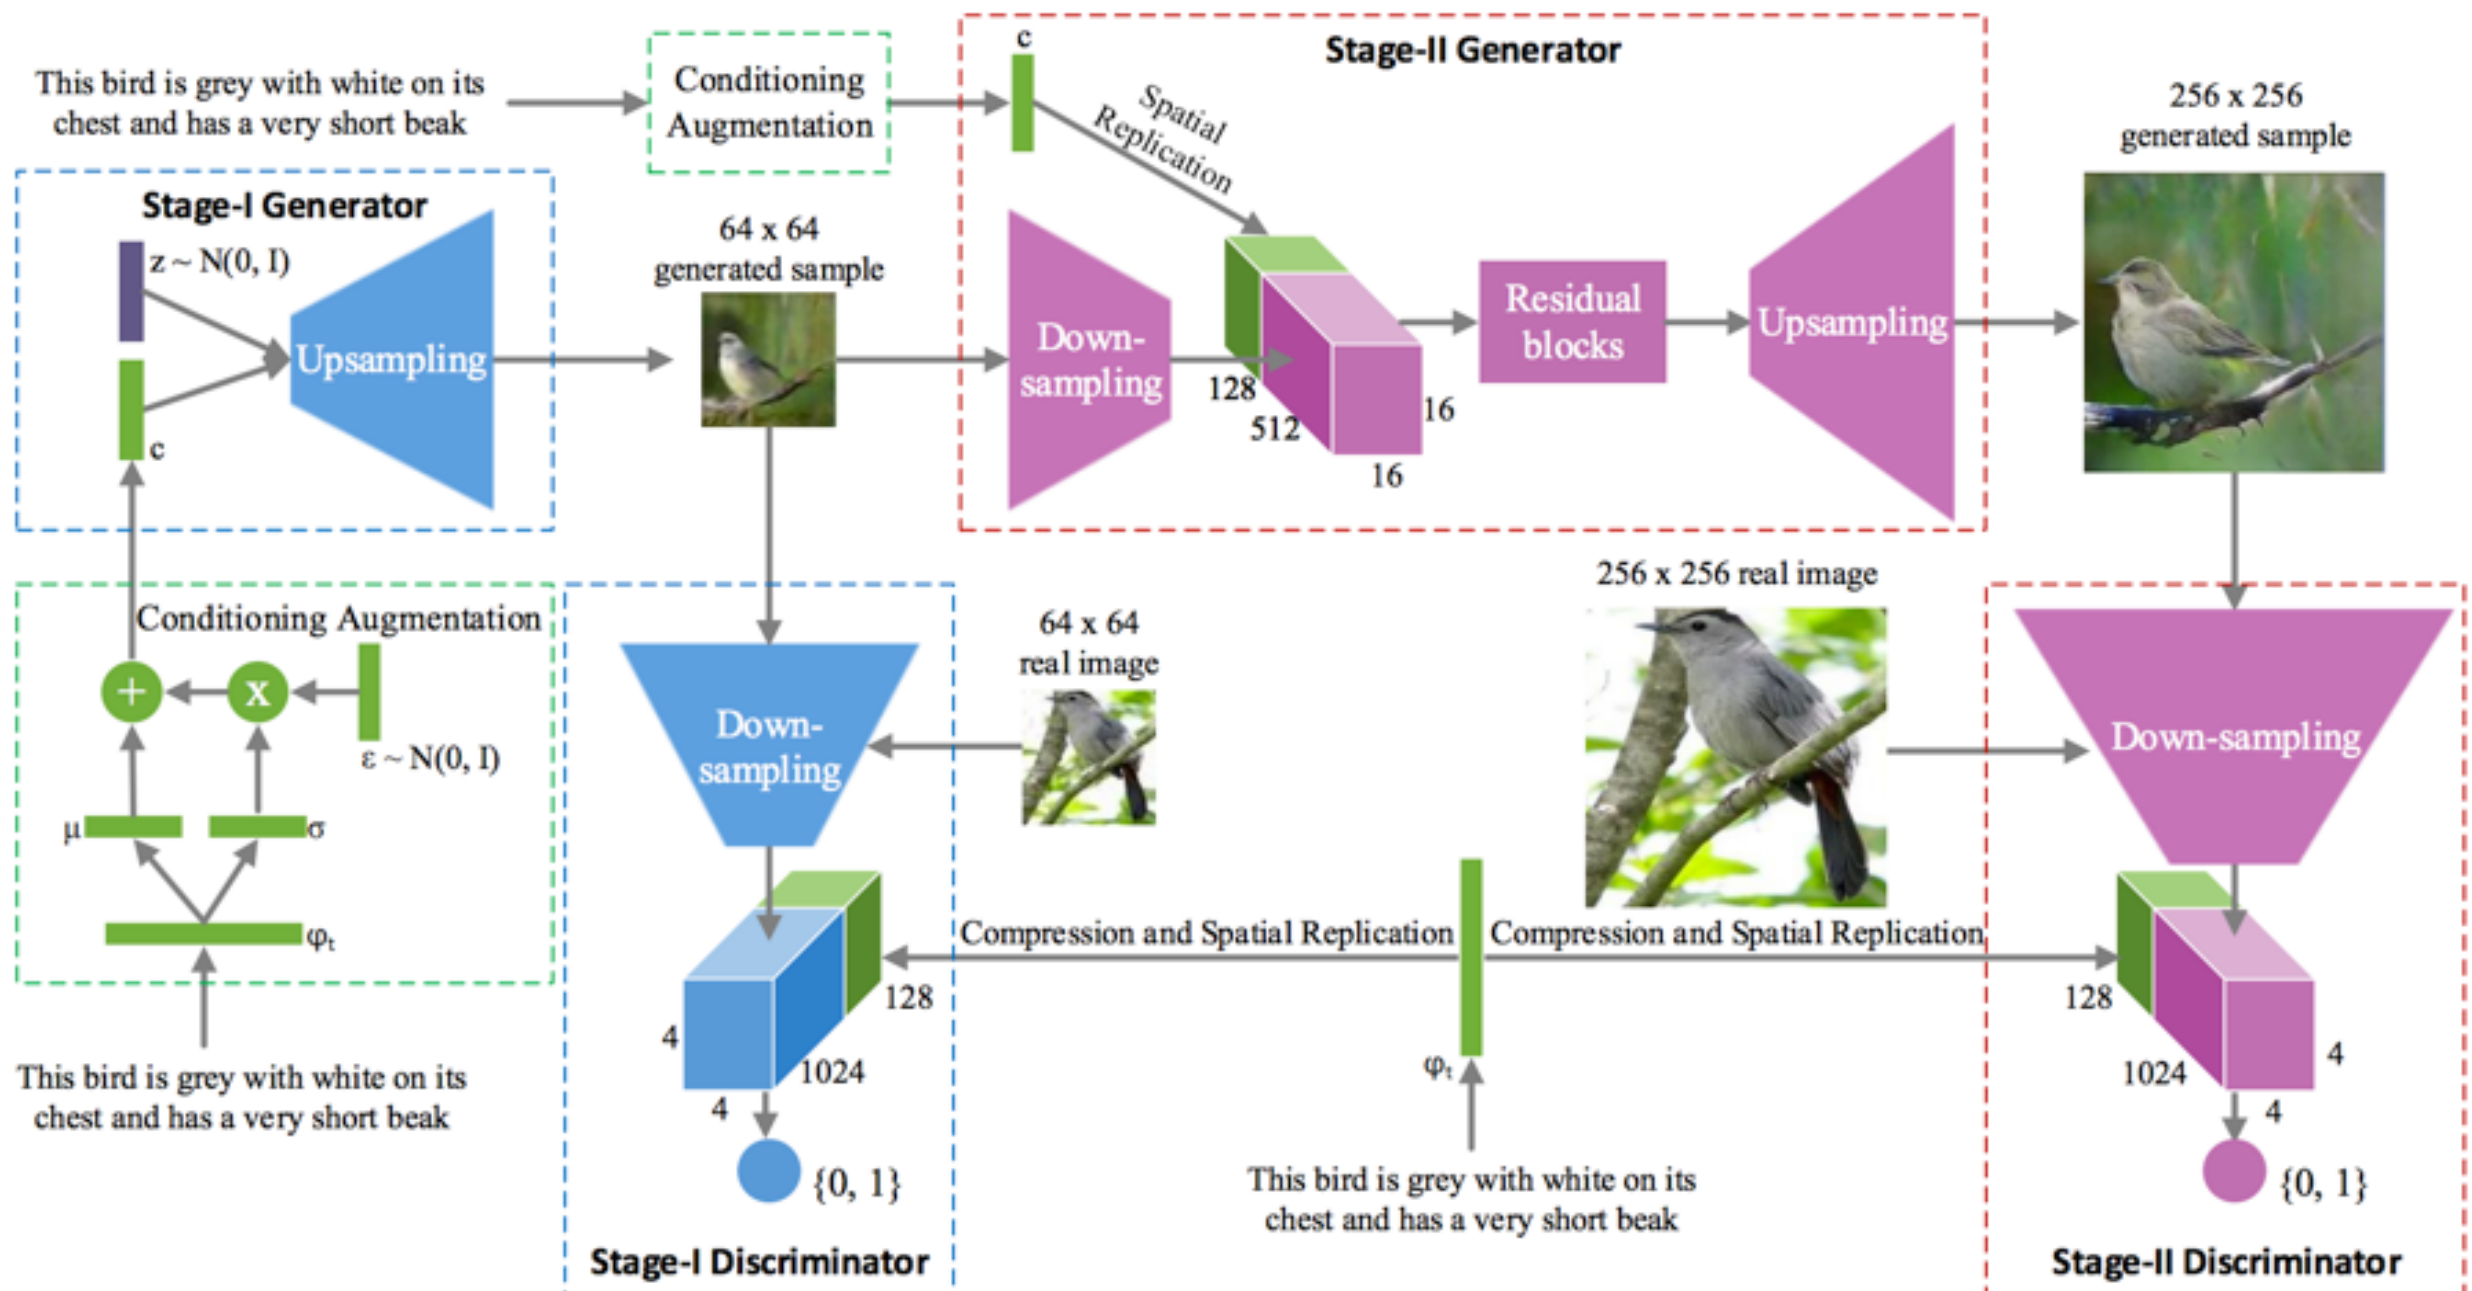 This bird is grey with white on its
chest and has a very short beak
Conditioning
Augmentation
c
Stage-II Generator
Spatial
Replication
256 x 256
generated sample
Stage-I Generator
z ~ N(0, I)
Upsampling
c
64 x 64
generated sample
Down-
sampling
128
512
16
16
Residual
blocks
Upsampling
Conditioning Augmentation
+
x
ε ~ N(0, I)
μ
σ
φt
This bird is grey with white on its
chest and has a very short beak
Down-
sampling
64 x 64
real image
256 x 256 real image
Down-sampling
Compression and Spatial Replication
Compression and Spatial Replication
128
1024
4
4
{0, 1}
Stage-I Discriminator
φt
This bird is grey with white on its
chest and has a very short beak
128
1024
4
4
{0, 1}
Stage-II Discriminator